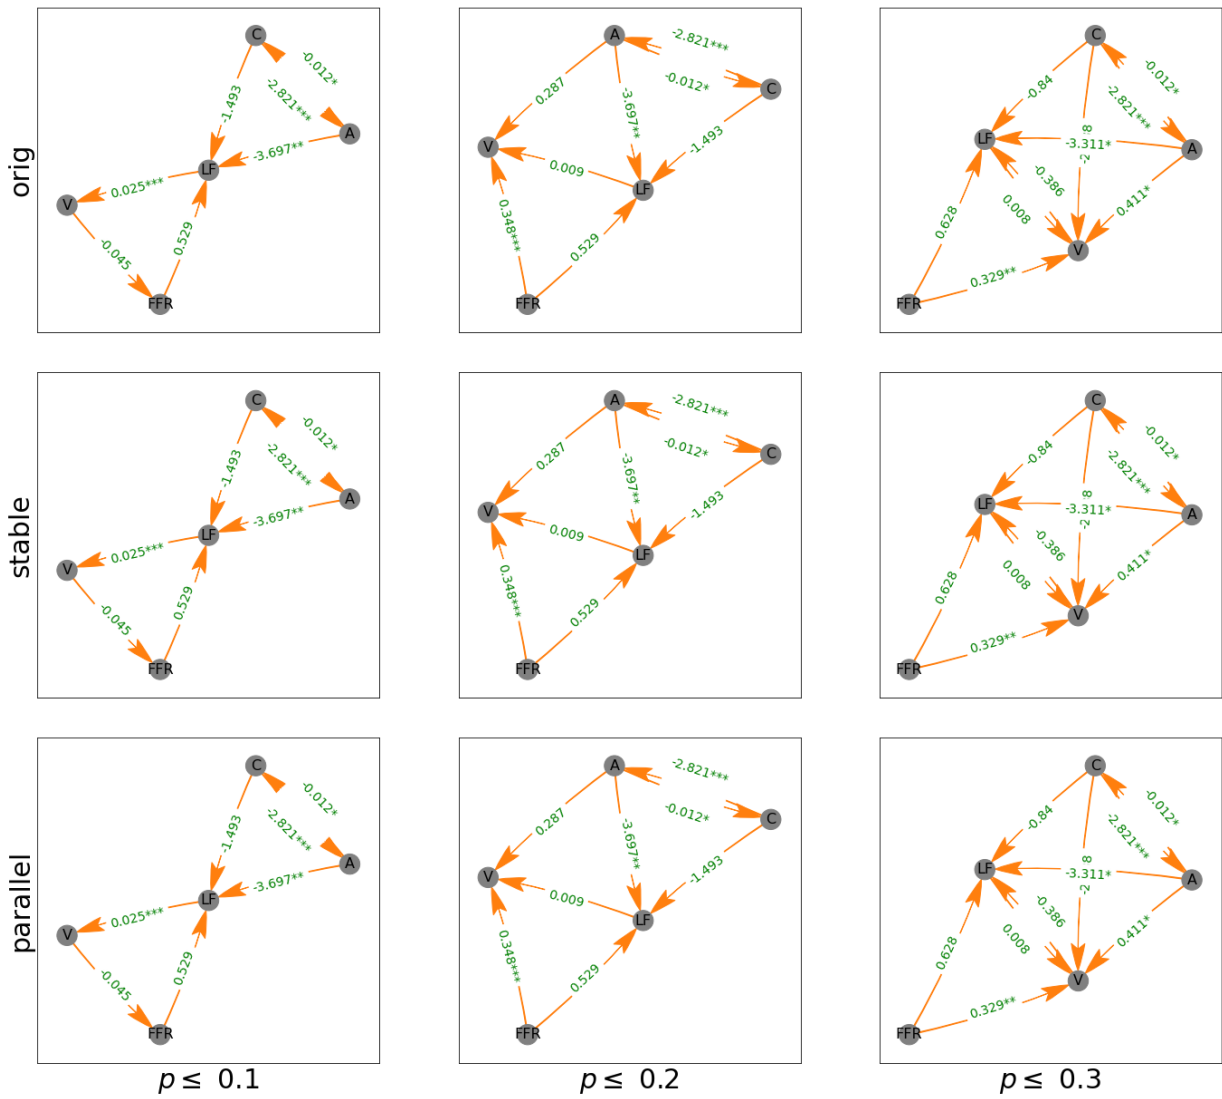 orig
C
-0.012*
-2.821***
A
-1.493
-3.697**
LF
0.025***
V
-0.045
0.529
FFR
A
-2.821***
-0.012*
C
0.287
-3.697**
-1.493
V
0.009
LF
0.348***
0.529
FFR
C
-0.012*
-2.821***
-0.84
LF
-3.311*
A
-0.386
0.008
0.411*
0.628
V
0.329**
FFR
stable
C
-0.012*
-2.821***
A
-1.493
-3.697**
LF
0.025***
V
-0.045
0.529
FFR
A
-2.821***
-0.012*
C
0.287
-3.697**
-1.493
V
0.009
LF
0.348***
0.529
FFR
C
-0.012*
-2.821***
-0.84
LF
-3.311*
A
-0.386
0.008
0.411*
0.628
V
0.329**
FFR
parallel
C
-0.012*
-2.821***
A
-1.493
-3.697**
LF
0.025***
V
-0.045
0.529
FFR
A
-2.821***
-0.012*
C
0.287
-3.697**
-1.493
V
0.009
LF
0.348***
0.529
FFR
C
-0.012*
-2.821***
-0.84
LF
-3.311*
A
-0.386
0.008
0.411*
0.628
V
0.329**
FFR
p ≤ 0.1
p ≤ 0.2
p ≤ 0.3